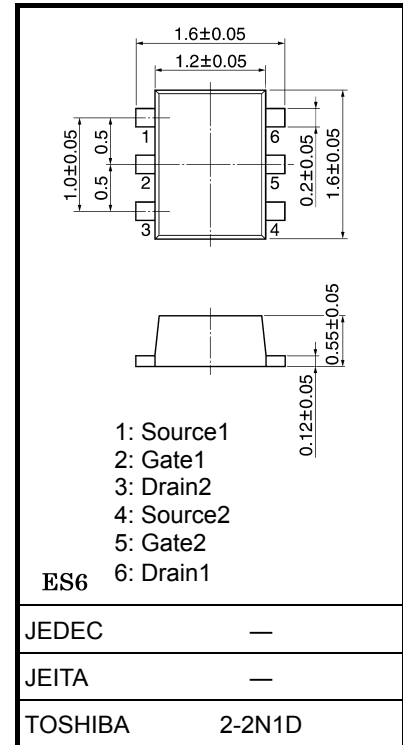 1.6±0.05
1.2±0.05
1.0±0.05
0.5
0.5
1
2
3
6
5
4
0.2±0.05
1.6±0.05
0.55±0.05
0.12±0.05
1: Source1
2: Gate1
3: Drain2
4: Source2
5: Gate2
6: Drain1
ES6
JEDEC —
JEITA —
TOSHIBA 2-2N1D